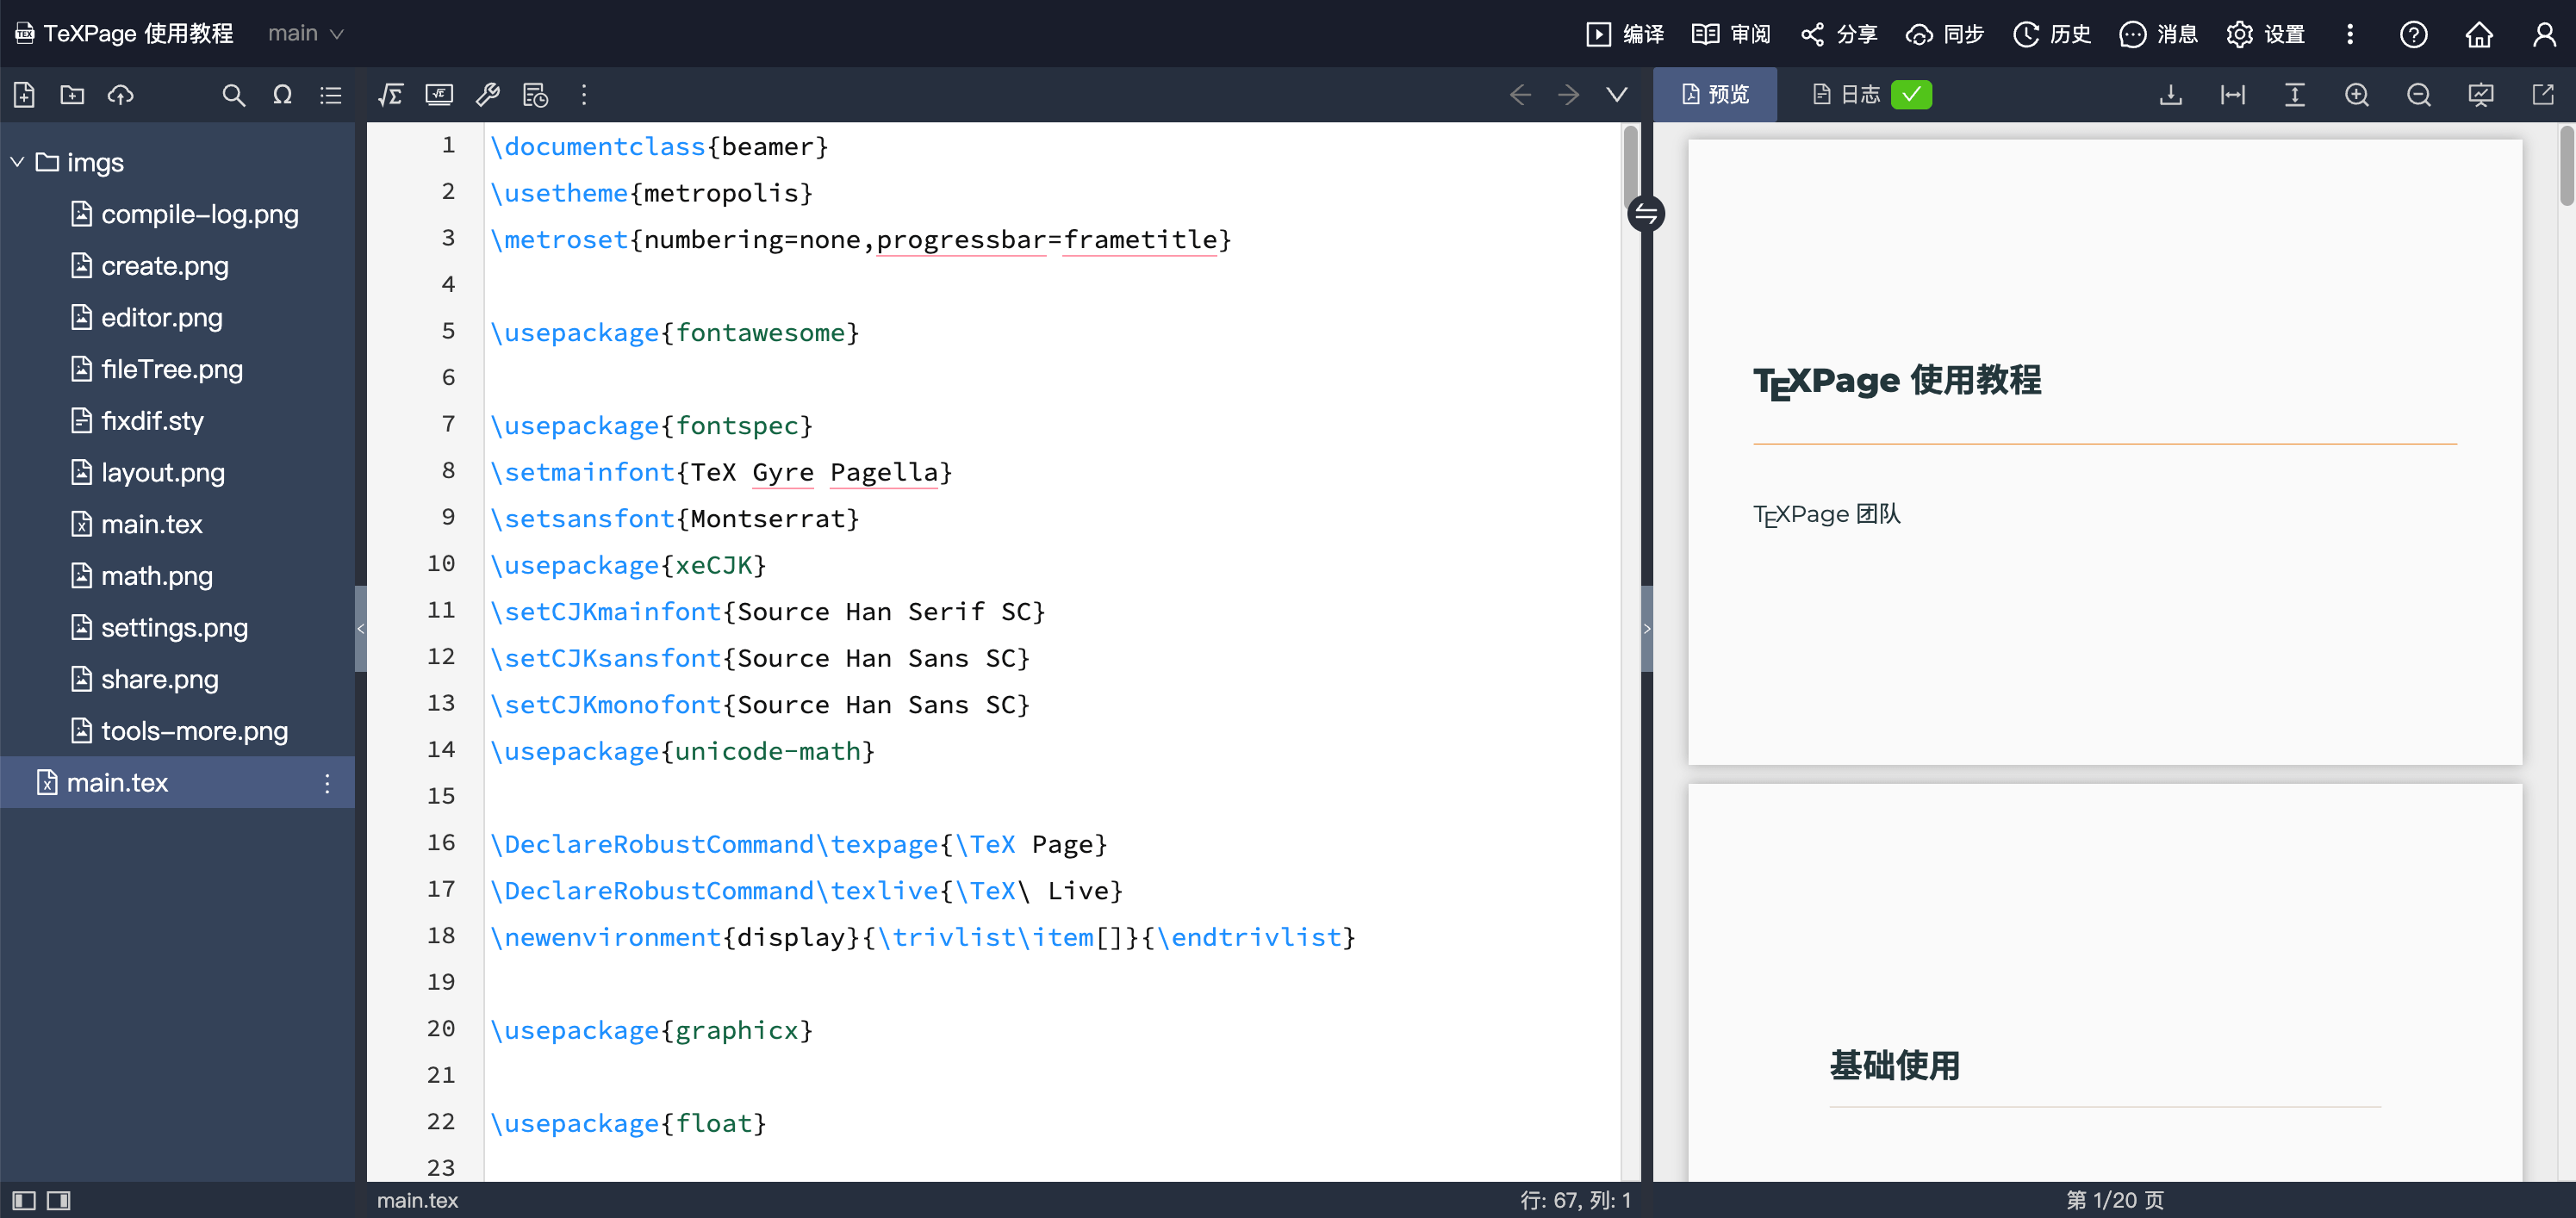 TeXPage 使用教程 main
编译 审阅 分享 同步 历史 消息 设置
预览 日志
imgs
compile-log.png
create.png
editor.png
fileTree.png
fixdif.sty
layout.png
main.tex
math.png
settings.png
share.png
tools-more.png
main.tex
1 \documentclass{beamer}
2 \usetheme{metropolis}
3 \metroset{numbering=none,progressbar=frametitle}
4
5 \usepackage{fontawesome}
6
7 \usepackage{fontspec}
8 \setmainfont{TeX Gyre Pagella}
9 \setsansfont{Montserrat}
10 \usepackage{xeCJK}
11 \setCJKmainfont{Source Han Serif SC}
12 \setCJKsansfont{Source Han Sans SC}
13 \setCJKmonofont{Source Han Sans SC}
14 \usepackage{unicode-math}
15
16 \DeclareRobustCommand\texpage{\TeX Page}
17 \DeclareRobustCommand\texlive{\TeX\ Live}
18 \newenvironment{display}{\trivlist\item[]}{\endtrivlist}
19
20 \usepackage{graphicx}
21
22 \usepackage{float}
23
TEXPage 使用教程
TEXPage 团队
基础使用
main.tex
行: 67, 列: 1
第 1/20 页